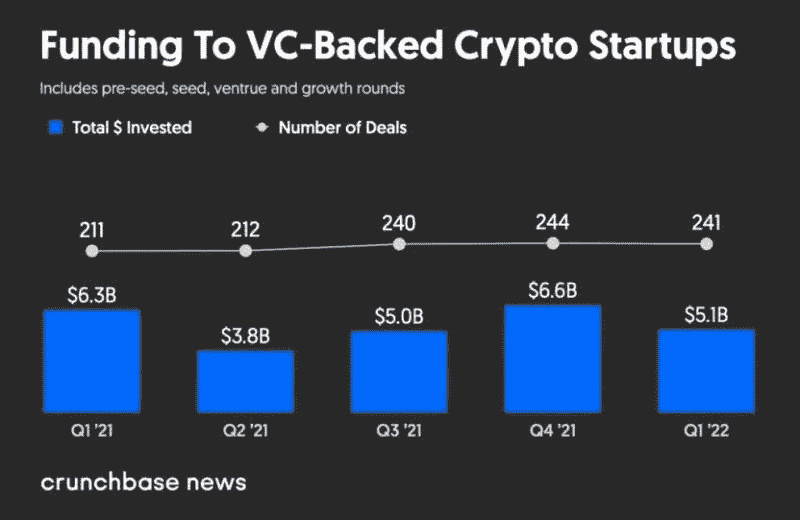 Funding To VC-Backed Crypto Startups
Includes pre-seed, seed, ventrue and growth rounds
Total $ Invested Number of Deals
211 212 240 244 241
$6.3B $3.8B $5.0B $6.6B $5.1B
Q1 '21 Q2 '21 Q3 '21 Q4 '21 Q1 '22
crunchbase news